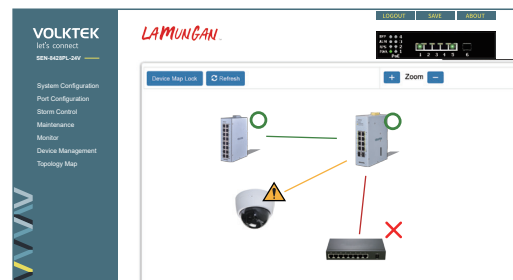 VOLKTEK
let's connect
SEN-8428PL-24V
LAMUNGAN
LOGOUT SAVE ABOUT
PoE
1 2 3 4 5 6
Device Map Lock Refresh
+ Zoom −
System Configuration
Port Configuration
Storm Control
Maintenance
Monitor
Device Management
Topology Map